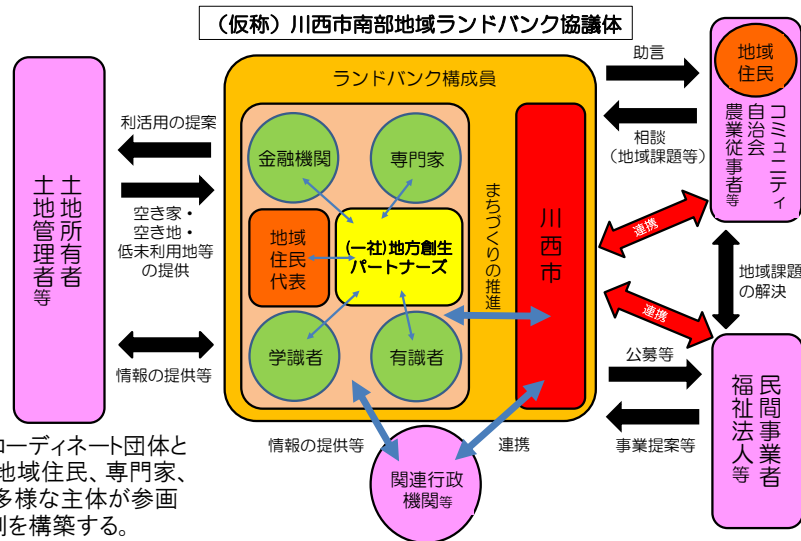 （仮称）川西市南部地域ランドバンク協議体
ランドバンク構成員
金融機関
専門家
地域
住民
代表
（一社）地方創生
パートナーズ
学識者
有識者
まちづくりの推進
川西市
土地所有者
土地管理者等
利活用の提案
空き家・
空き地・
低未利用地等
の提供
情報の提供等
助言
相談
（地域課題等）
地域
住民
コミュニティ
自治会
農業従事者等
連携
連携
地域課題
の解決
公募等
事業提案等
民間事業者
福祉法人等
情報の提供等
連携
関連行政
機関等
コーディネート団体と
地域住民、専門家、
多様な主体が参画
を構築する。